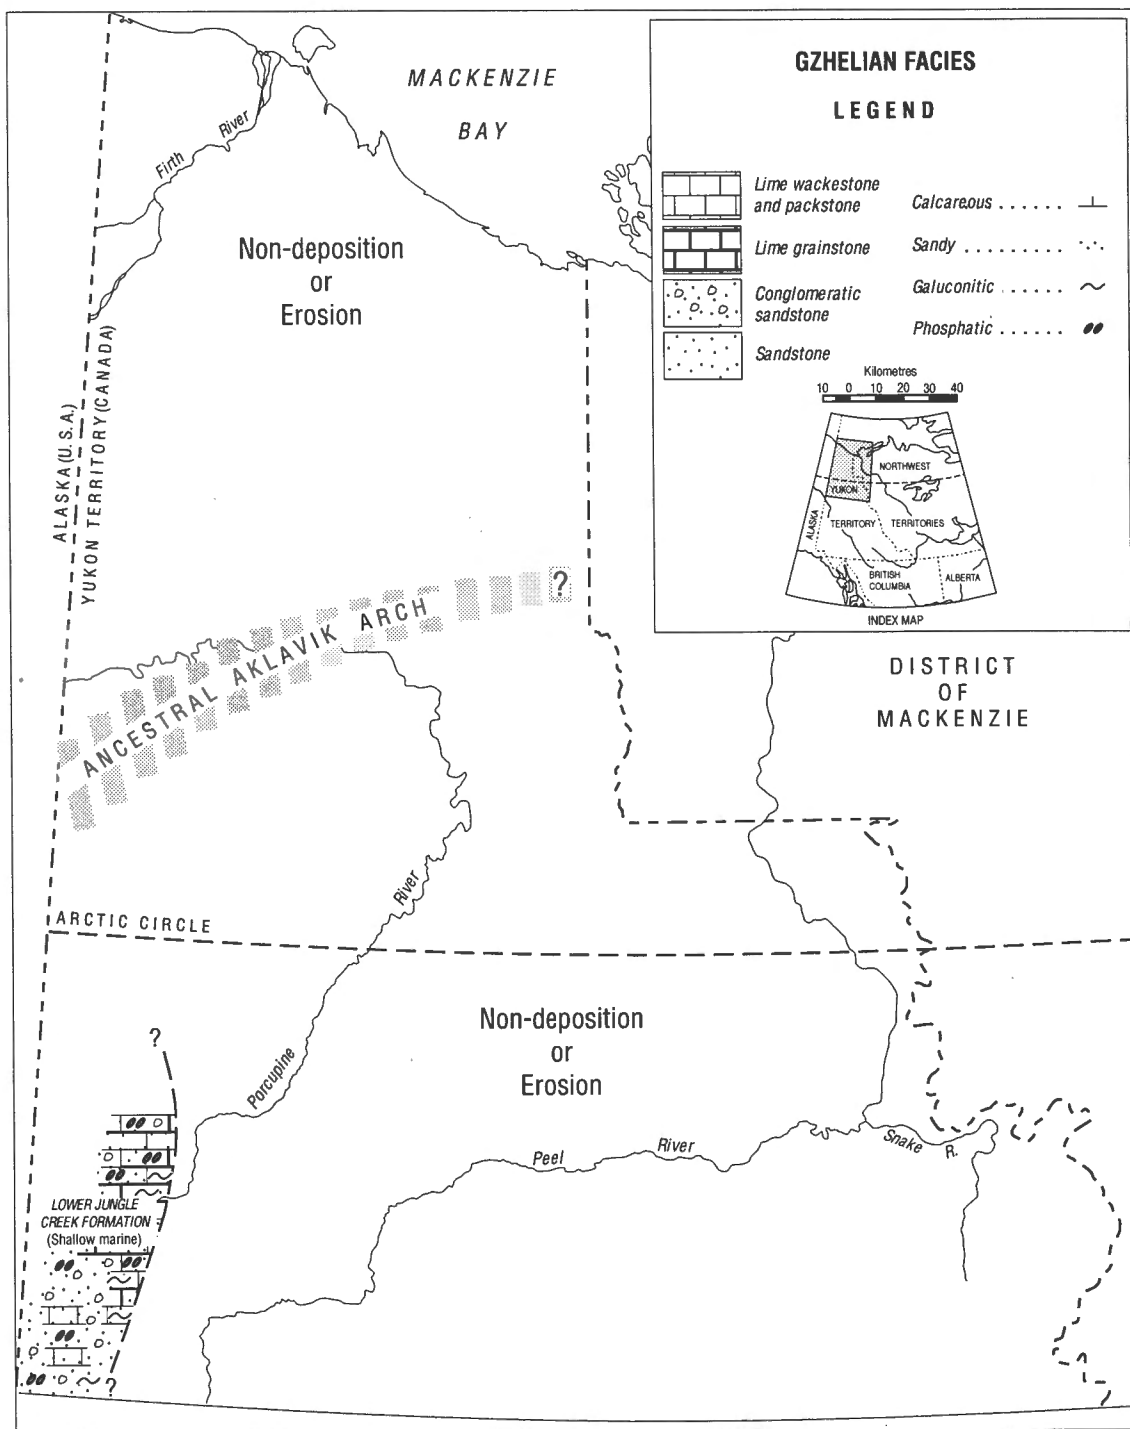 MACKENZIE
BAY
Firth River
Non-deposition
or
Erosion
ALASKA (U.S.A.)
YUKON TERRITORY (CANADA)
GZHELIAN FACIES
LEGEND
Lime wackestone
and packstone
Lime grainstone
Conglomeratic
sandstone
Sandstone
Calcareous ......
Sandy ..........
Galuconitic ......
Phosphatic ......
Kilometres
10 0 10 20 30 40
NORTHWEST
YUKON
ALASKA
TERRITORY TERRITORIES
BRITISH
COLUMBIA
ALBERTA
INDEX MAP
?
ANCESTRAL AKLAVIK ARCH
DISTRICT
OF
MACKENZIE
River
ARCTIC CIRCLE
Non-deposition
or
Erosion
?
Porcupine
Peel River
Snake R.
LOWER JUNGLE
CREEK FORMATION
(Shallow marine)
?